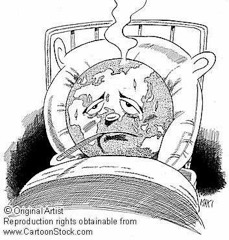 © Original Artist
Reproduction rights obtainable from
www.CartoonStock.com